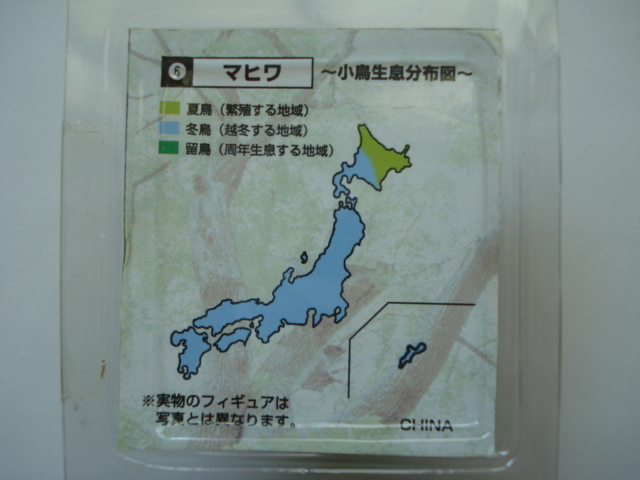 6 マヒワ ～小鳥生息分布図～
夏鳥（繁殖する地域）
冬鳥（越冬する地域）
留鳥（周年生息する地域）
※実物のフィギュアは
写真とは異なります。
CHINA